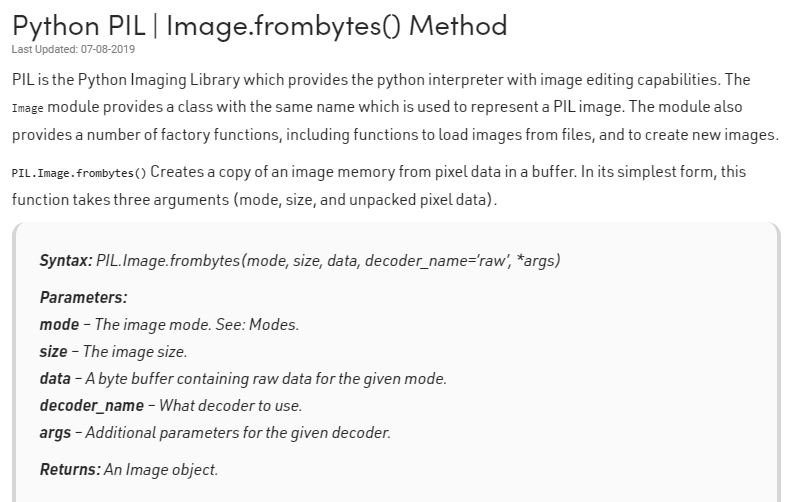 Python PIL | Image.frombytes() Method
Last Updated: 07-08-2019
PIL is the Python Imaging Library which provides the python interpreter with image editing capabilities. The
Image module provides a class with the same name which is used to represent a PIL image. The module also
provides a number of factory functions, including functions to load images from files, and to create new images.
PIL.Image.frombytes() Creates a copy of an image memory from pixel data in a buffer. In its simplest form, this
function takes three arguments (mode, size, and unpacked pixel data).
Syntax: PIL.Image.frombytes(mode, size, data, decoder_name=’raw’, *args)
Parameters:
mode – The image mode. See: Modes.
size – The image size.
data – A byte buffer containing raw data for the given mode.
decoder_name – What decoder to use.
args – Additional parameters for the given decoder.
Returns: An Image object.